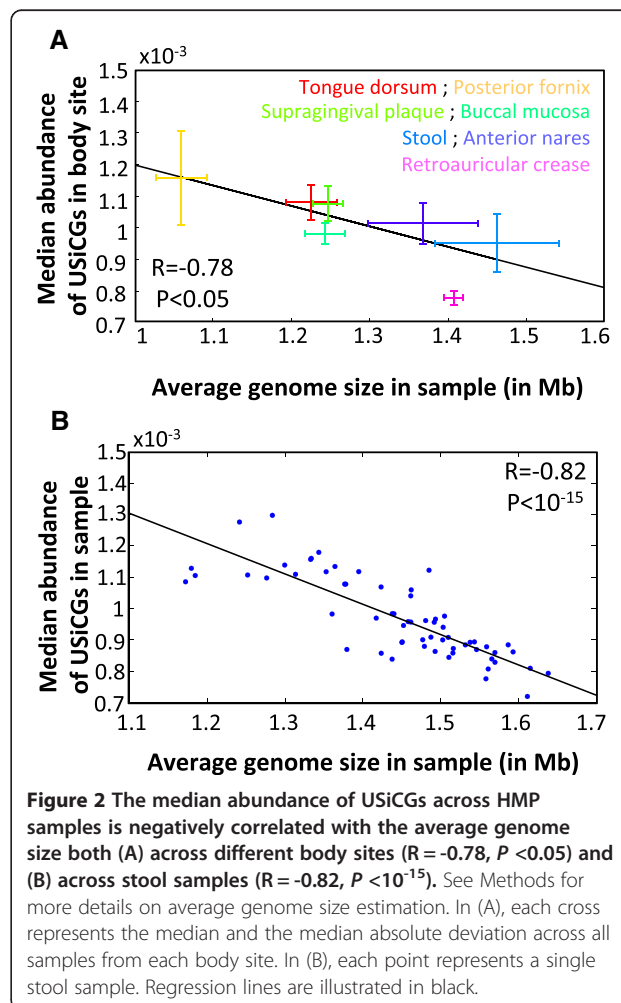 A
x10-3
1.5
1.4
1.3
1.2
1.1
1
0.9
0.8
0.7
Median abundance
of USiCGs in body site
Tongue dorsum ; Posterior fornix
Supragingival plaque ; Buccal mucosa
Stool ; Anterior nares
Retroauricular crease
R=-0.78
P<0.05
1 1.1 1.2 1.3 1.4 1.5 1.6
Average genome size in sample (in Mb)
B
x10-3
1.5
1.4
1.3
1.2
1.1
1
0.9
0.8
0.7
Median abundance
of USiCGs in sample
R=-0.82
P<10-15
1.1 1.2 1.3 1.4 1.5 1.6 1.7
Average genome size in sample (in Mb)
Figure 2 The median abundance of USiCGs across HMP
samples is negatively correlated with the average genome
size both (A) across different body sites (R = -0.78, P <0.05) and
(B) across stool samples (R = -0.82, P <10-15). See Methods for
more details on average genome size estimation. In (A), each cross
represents the median and the median absolute deviation across all
samples from each body site. In (B), each point represents a single
stool sample. Regression lines are illustrated in black.